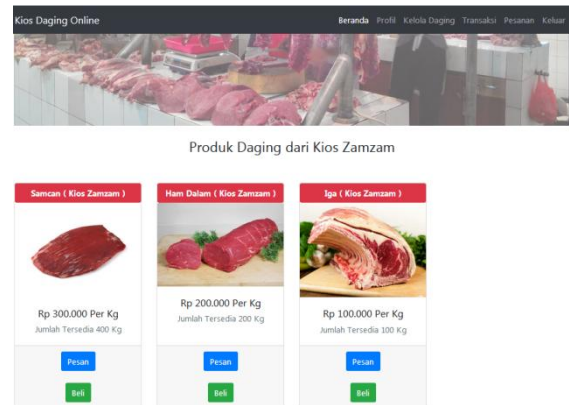 Kios Daging Online
Beranda Profil Kelola Daging Transaksi Pesanan Keluar
Produk Daging dari Kios Zamzam
Samcan ( Kios Zamzam )
Rp 300.000 Per Kg
Jumlah Tersedia 400 Kg
Pesan
Beli
Ham Dalam ( Kios Zamzam )
Rp 200.000 Per Kg
Jumlah Tersedia 200 Kg
Pesan
Beli
Iga ( Kios Zamzam )
Rp 100.000 Per Kg
Jumlah Tersedia 100 Kg
Pesan
Beli